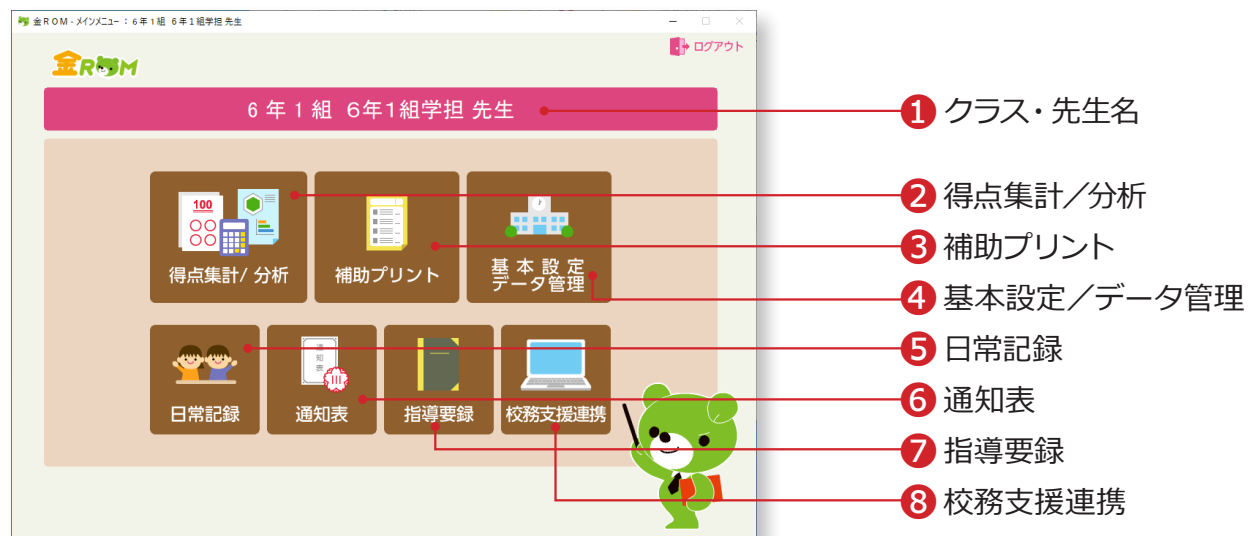 金ROM - メインメニュー : 6年1組 6年1組学担 先生
ログアウト
金ROM
6年1組 6年1組学担 先生
100
得点集計/ 分析
補助プリント
基本設定
データ管理
日常記録
通知表
通知表
指導要録
校務支援連携
1 クラス・先生名
2 得点集計／分析
3 補助プリント
4 基本設定／データ管理
5 日常記録
6 通知表
7 指導要録
8 校務支援連携